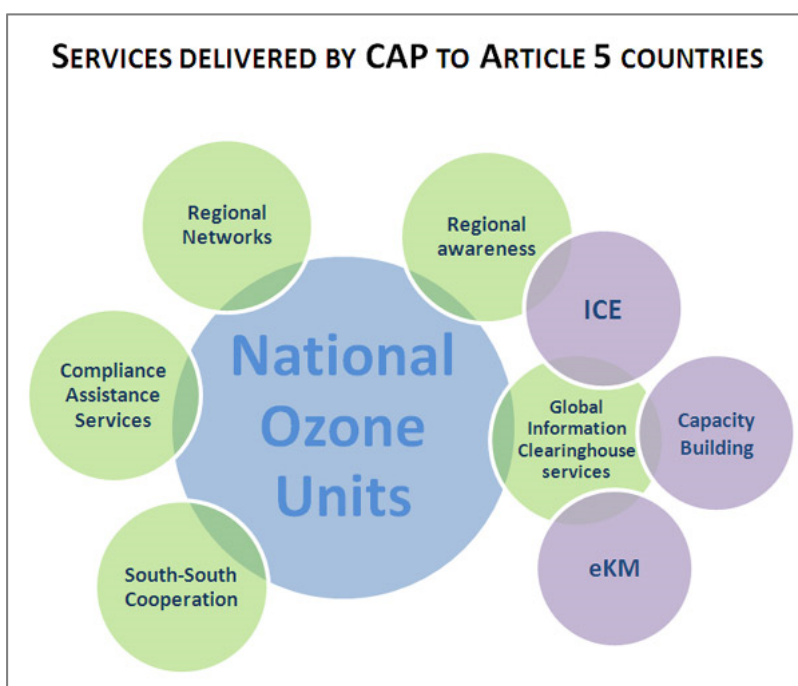 SERVICES DELIVERED BY CAP TO ARTICLE 5 COUNTRIES
Regional
Networks
Regional
awareness
ICE
National
Ozone
Units
Compliance
Assistance
Services
Global
Information
Clearinghouse
services
Capacity
Building
South-South
Cooperation
eKM